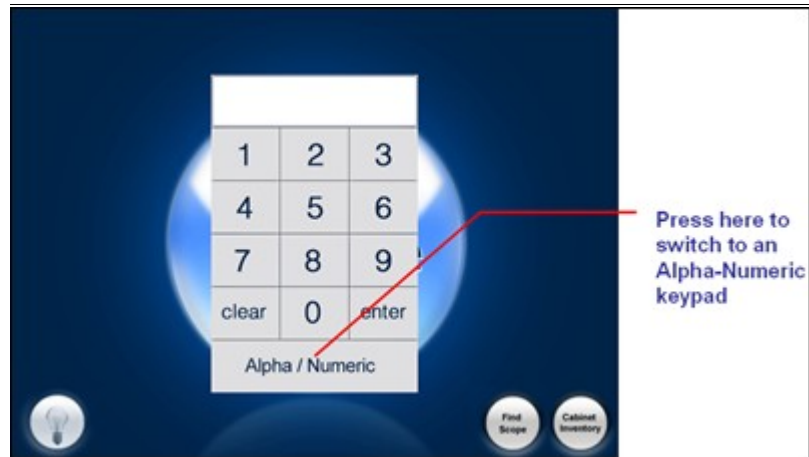 1 2 3
4 5 6
7 8 9
clear 0 enter
Alpha / Numeric
Press here to
switch to an
Alpha-Numeric
keypad
Find
Scope
Cabinet
Inventory